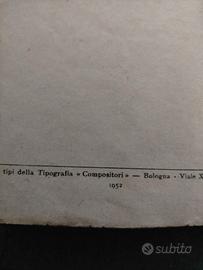 tipi della Tipografia « Compositori » — Bologna - Viale X
1952
subito